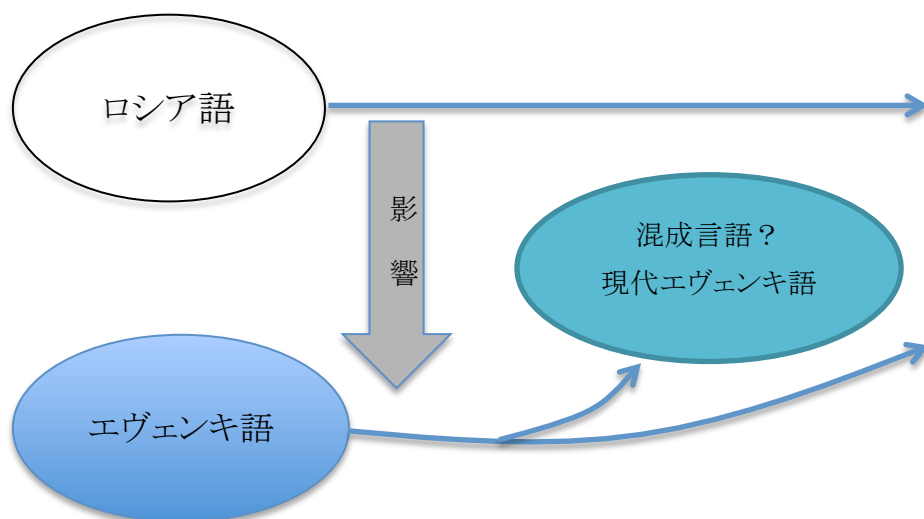 ロシア語
影
響
混成言語？
現代エヴェンキ語
エヴェンキ語